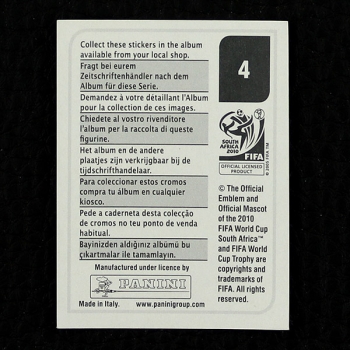 Collect these stickers in the album
available from your local shop.
Fragt bei eurem
Zeitschriftenhändler nach dem
Album für diese Serie.
Demandez à votre détaillant l'Album
pour la collection de ces images.
Chiedete al vostro rivenditore
l'album per la raccolta di queste
figurine.
Het album en de andere
plaatjes zijn verkrijgbaar bij de
tijdschrifthandelaar.
Para coleccionar estos cromos
compra tu álbum en cualquier
kiosco.
Pede a caderneta desta colecção
de cromos no teu ponto de venda
habitual.
Bayinizden aldığınız albümü bu
çıkartmalar ile tamamlayın.
Manufactured under licence by
PANINI
Made in Italy.
www.paninigroup.com
4
SOUTH AFRICA
2010
FIFA
OFFICIAL LICENSED
PRODUCT
© 2005 FIFA TM
© The Official
Emblem and
Official Mascot
of the 2010
FIFA World Cup
South Africa™ and
FIFA World
Cup Trophy are
copyrights and
trademarks of
FIFA. All rights
reserved.